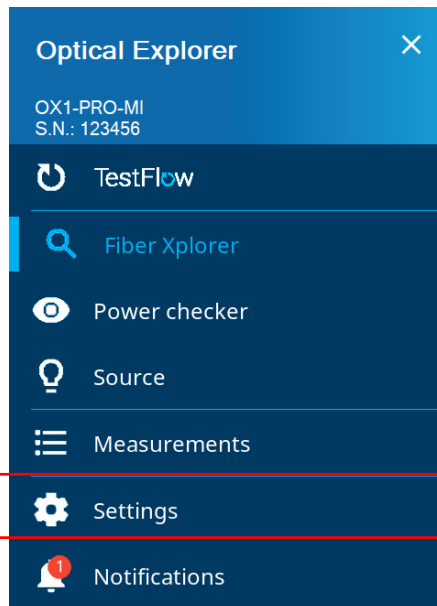 Optical Explorer
OX1-PRO-MI
S.N.: 123456
TestFlow
Fiber Xplorer
Power checker
Source
Measurements
Settings
1
Notifications